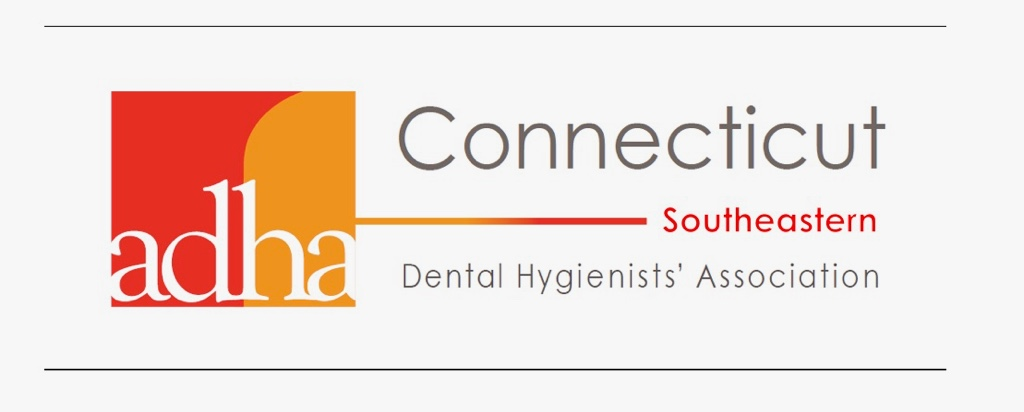 adha
Connecticut
Southeastern
Dental Hygienists’ Association